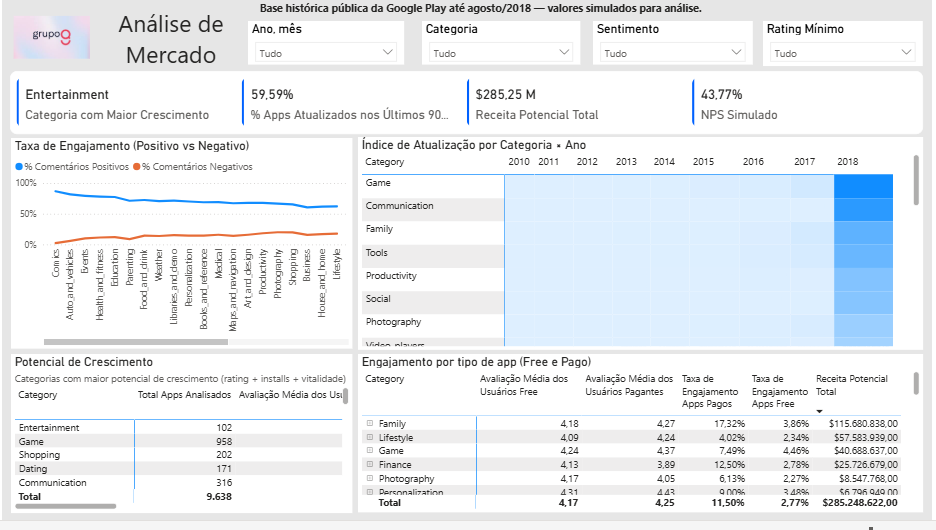 Base histórica pública da Google Play até agosto/2018 — valores simulados para análise.
grupo
Análise de
Mercado
Ano, mês
Tudo
Categoria
Tudo
Sentimento
Tudo
Rating Mínimo
Tudo
Entertainment
Categoria com Maior Crescimento
59,59%
% Apps Atualizados nos Últimos 90...
$285,25 M
Receita Potencial Total
43,77%
NPS Simulado
Taxa de Engajamento (Positivo vs Negativo)
% Comentários Positivos % Comentários Negativos
100%
50%
0%
Comics
Auto_and_vehicles
Events
Health_and_fitness
Education
Parenting
Food_and_drink
Weather
Libraries_and_demo
Personalization
Books_and_reference
Medical
Maps_and_navigation
Art_and_design
Productivity
Photography
Shopping
Business
House_and_home
Lifestyle
Índice de Atualização por Categoria × Ano
Category 2010 2011 2012 2013 2014 2015 2016 2017 2018
Game
Communication
Family
Tools
Productivity
Social
Photography
Video_players
Potencial de Crescimento
Categorias com maior potencial de crescimento (rating + installs + vitalidade)
Category Total Apps Analisados Avaliação Média dos Usu
Entertainment 102
Game 958
Shopping 202
Dating 171
Communication 316
Total 9.638
Engajamento por tipo de app (Free e Pago)
Category Avaliação Média dos Avaliação Média dos Taxa de Taxa de Receita Potencial
Usuários Free Usuários Pagantes Engajamento Engajamento Total
Apps Pagos Apps Free
Family 4,18 4,27 17,32% 3,86% $115.680.838,00
Lifestyle 4,09 4,24 4,02% 2,34% $57.583.939,00
Game 4,24 4,37 7,49% 4,46% $40.688.637,00
Finance 4,13 3,89 12,50% 2,78% $25.726.679,00
Photography 4,17 4,05 6,13% 2,27% $8.547.768,00
Personalization 4,31 4,43 9,00% 3,48% $6.796.949,00
Total 4,17 4,25 11,50% 2,77% $285.248.622,00